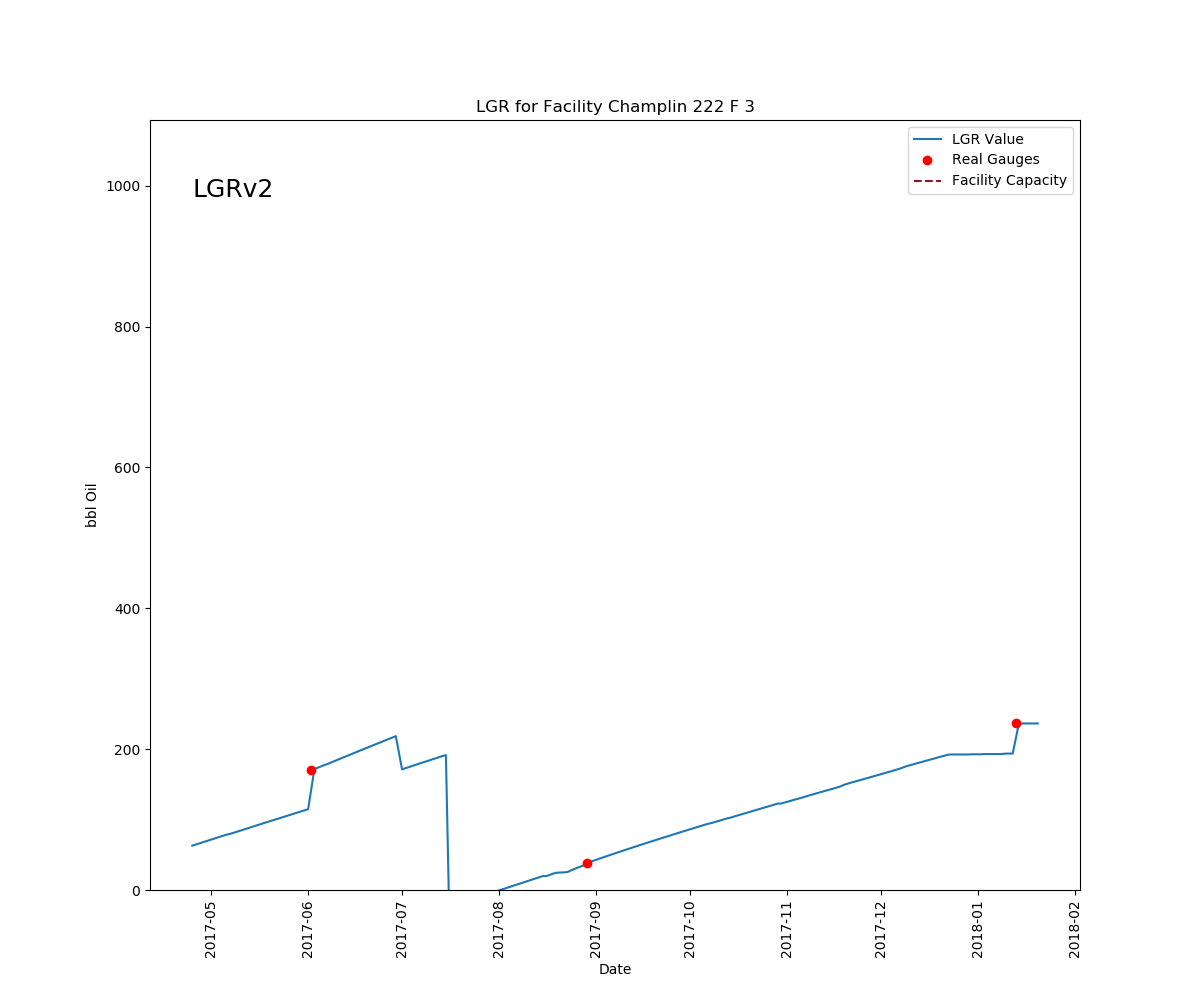 LGR for Facility Champlin 222 F 3
LGRv2
LGR Value
Real Gauges
Facility Capacity
1000
800
600
400
200
0
bbl Oil
2017-05
2017-06
2017-07
2017-08
2017-09
2017-10
2017-11
2017-12
2018-01
2018-02
Date